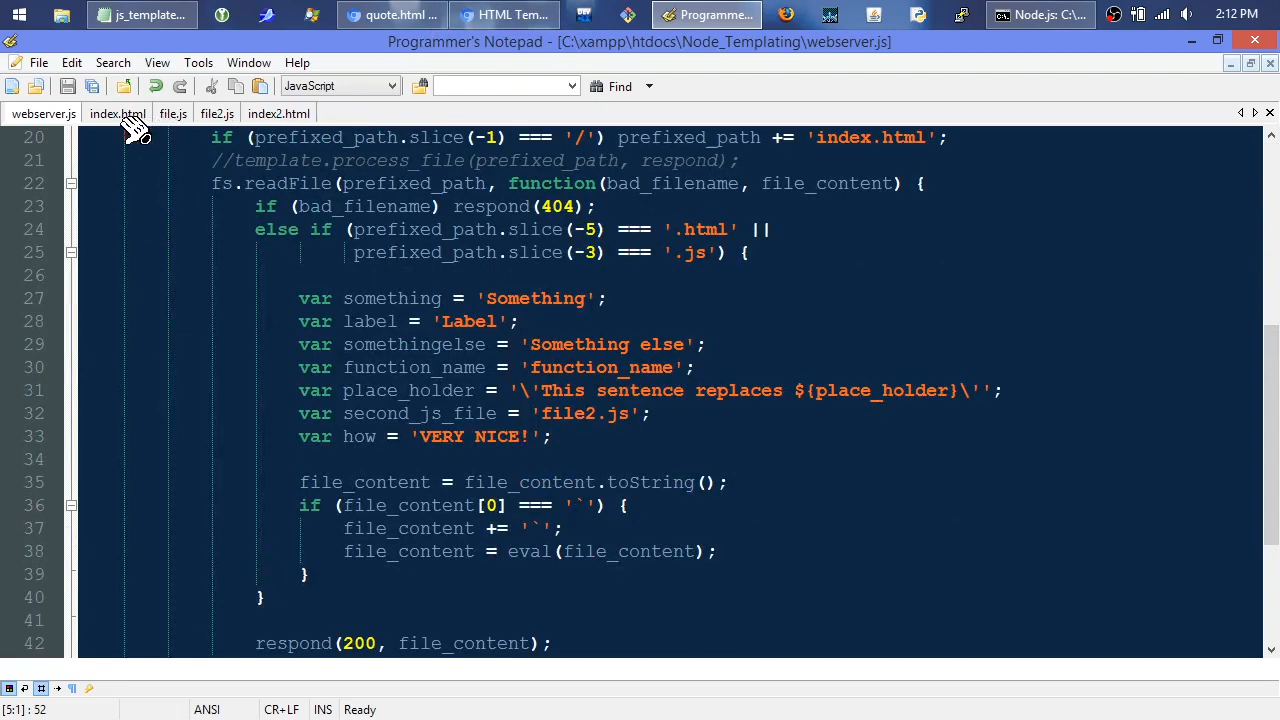 js_template...
quote.html ...
HTML Tem...
Programme...
Node.js: C:\...
2:12 PM
Programmer's Notepad - [C:\xampp\htdocs\Node_Templating\webserver.js]
File Edit Search View Tools Window Help
JavaScript
Find
webserver.js index.html file.js file2.js index2.html
20 if (prefixed_path.slice(-1) === '/') prefixed_path += 'index.html';
21 //template.process_file(prefixed_path, respond);
22 fs.readFile(prefixed_path, function(bad_filename, file_content) {
23 if (bad_filename) respond(404);
24 else if (prefixed_path.slice(-5) === '.html' ||
25 prefixed_path.slice(-3) === '.js') {
26
27 var something = 'Something';
28 var label = 'Label';
29 var somethingelse = 'Something else';
30 var function_name = 'function_name';
31 var place_holder = '\'This sentence replaces ${place_holder}\'';
32 var second_js_file = 'file2.js';
33 var how = 'VERY NICE!';
34
35 file_content = file_content.toString();
36 if (file_content[0] === '`') {
37 file_content += '`';
38 file_content = eval(file_content);
39 }
40 }
41
42 respond(200, file_content);
[5:1] : 52 ANSI CR+LF INS Ready